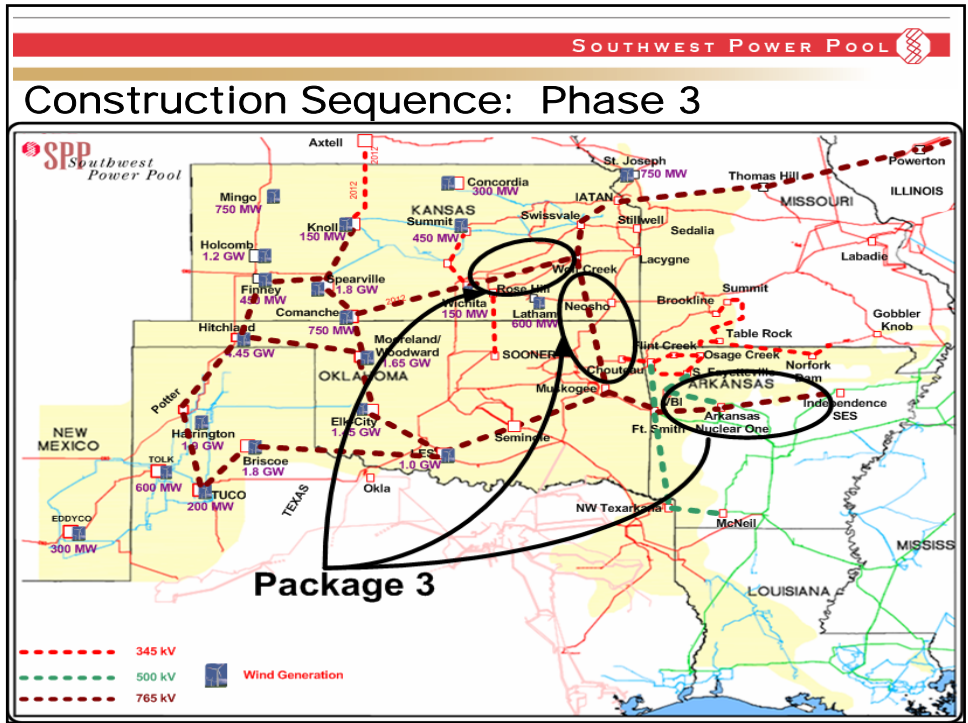 SOUTHWEST POWER POOL
Construction Sequence: Phase 3
SPP Southwest
Power Pool
Axtell
2012
2012
St. Joseph
750 MW
Powerton
Thomas Hill
ILLINOIS
MISSOURI
Mingo
750 MW
Concordia
300 MW
IATAN
KANSAS
Knoll
150 MW
Summit
450 MW
Swissvale
Stillwell
Sedalia
Holcomb
1.2 GW
Lacygne
Labadie
Wolf Creek
Finney
450 MW
Spearville
1.8 GW
2012
Wichita
150 MW
Rose Hill
Latham
600 MW
Neosho
Summit
Brookline
Comanche
750 MW
Gobbler
Knob
Hitchland
4.45 GW
Mooreland/
Woodward
1.65 GW
Table Rock
SOONER
Flint Creek
Osage Creek
Norfork
Dam
OKLAHOMA
Chouteau
S. Fayetteville
ARKANSAS
Muskogee
Potter
VBI
Independence
SES
Arkansas
Nuclear One
Ft. Smith
Elk City
NEW
MEXICO
Harrington
Seminole
LES
1.0 GW
Briscoe
1.8 GW
TOLK
600 MW
Okla
TUCO
200 MW
TEXAS
NW Texarkana
McNeil
EDDYCO
300 MW
MISSISS
Package 3
LOUISIANA
345 kV
500 kV
765 kV
Wind Generation